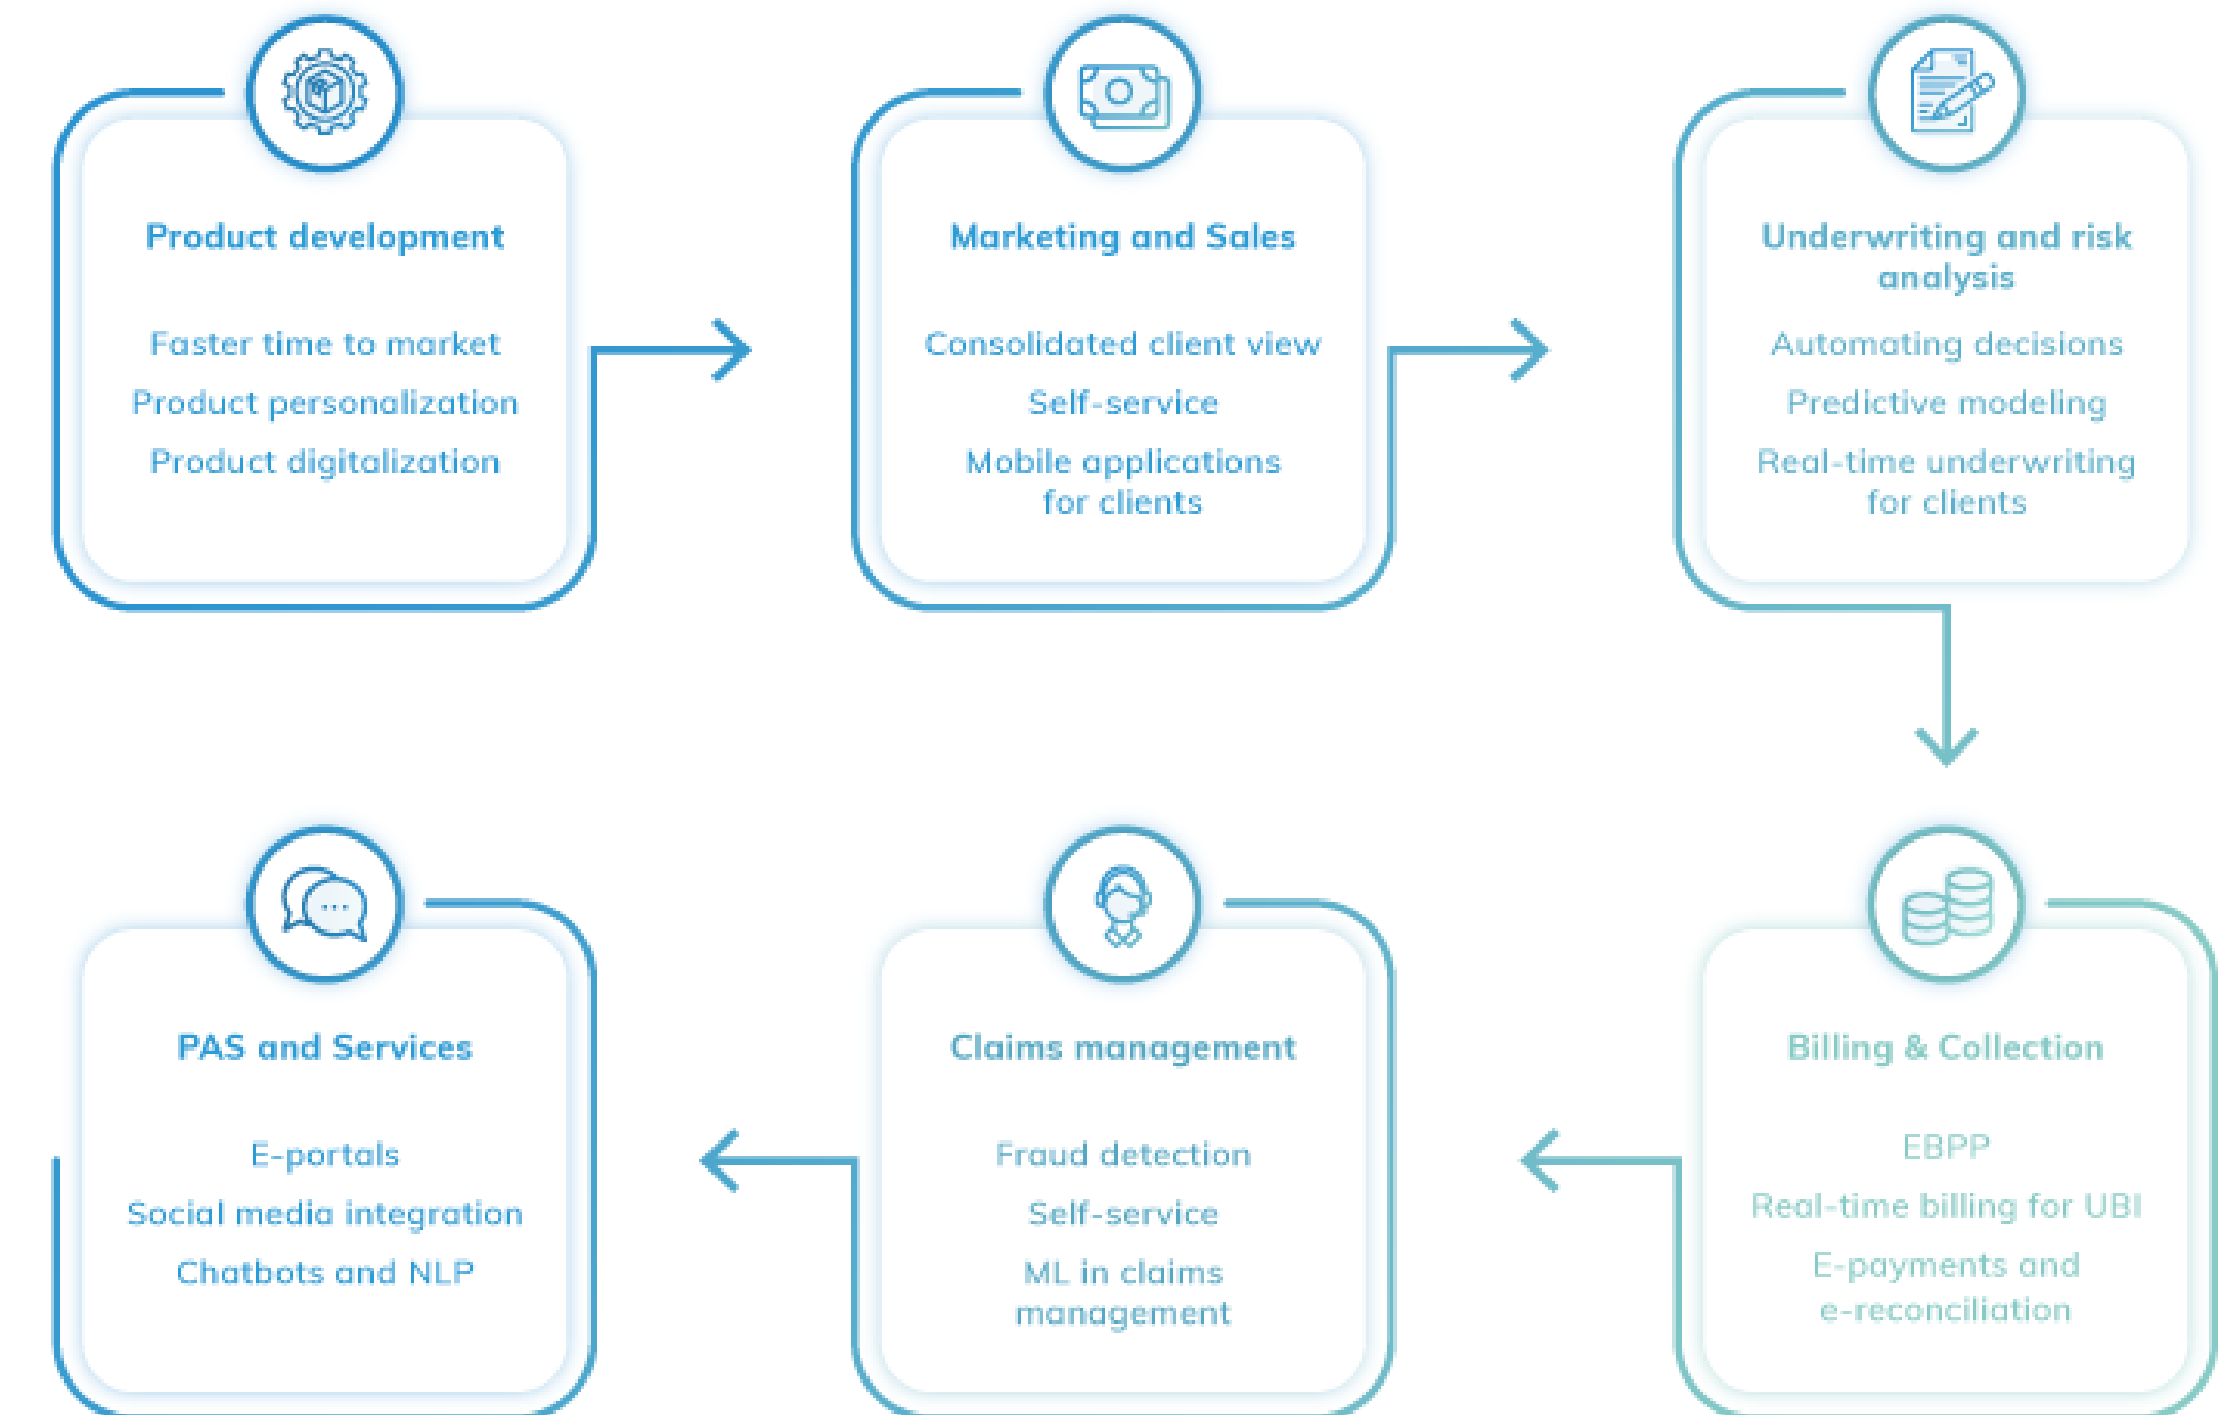 Product development
Faster time to market
Product personalization
Product digitalization
Marketing and Sales
Consolidated client view
Self-service
Mobile applications
for clients
Underwriting and risk
analysis
Automating decisions
Predictive modeling
Real-time underwriting
for clients
PAS and Services
E-portals
Social media integration
Chatbots and NLP
Claims management
Fraud detection
Self-service
ML in claims
management
Billing & Collection
EBPP
Real-time billing for UBI
E-payments and
e-reconciliation